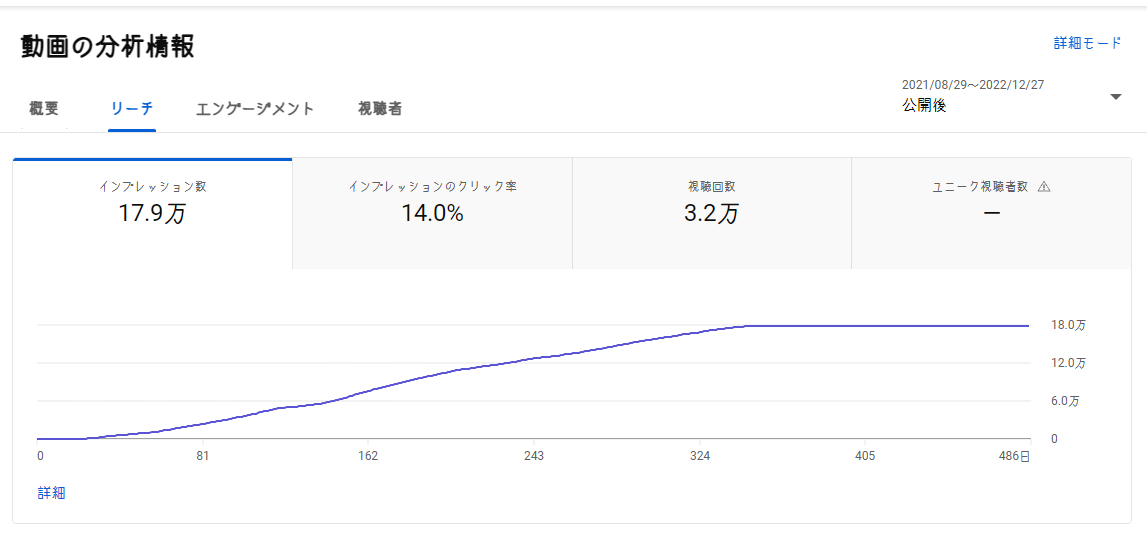 動画の分析情報
詳細モード
概要 リーチ エンゲージメント 視聴者
2021/08/29～2022/12/27
公開後
インプレッション数
17.9万
インプレッションのクリック率
14.0%
視聴回数
3.2万
ユニーク視聴者数
—
18.0万
12.0万
6.0万
0
0 81 162 243 324 405 486日
詳細